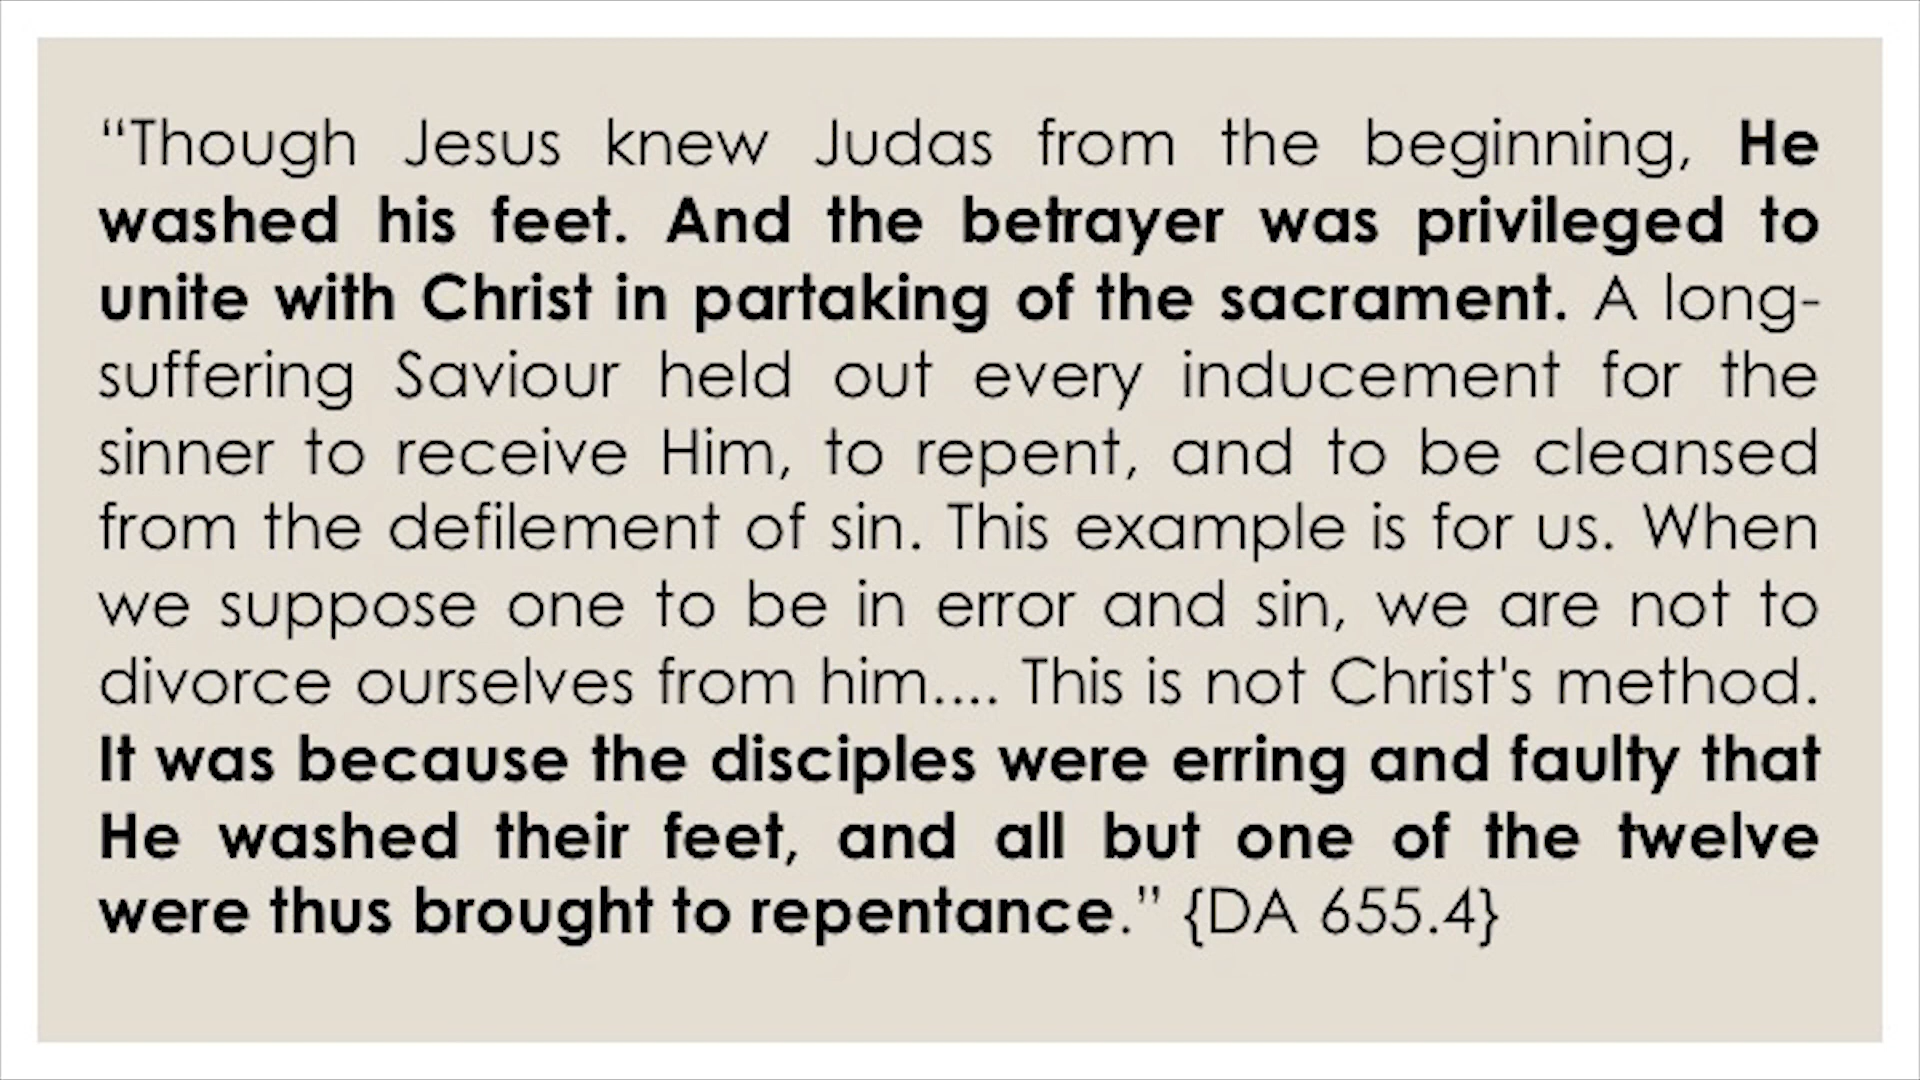 “Though Jesus knew Judas from the beginning, He
washed his feet. And the betrayer was privileged to
unite with Christ in partaking of the sacrament. A long-
suffering Saviour held out every inducement for the
sinner to receive Him, to repent, and to be cleansed
from the defilement of sin. This example is for us. When
we suppose one to be in error and sin, we are not to
divorce ourselves from him.... This is not Christ's method.
It was because the disciples were erring and faulty that
He washed their feet, and all but one of the twelve
were thus brought to repentance.” {DA 655.4}